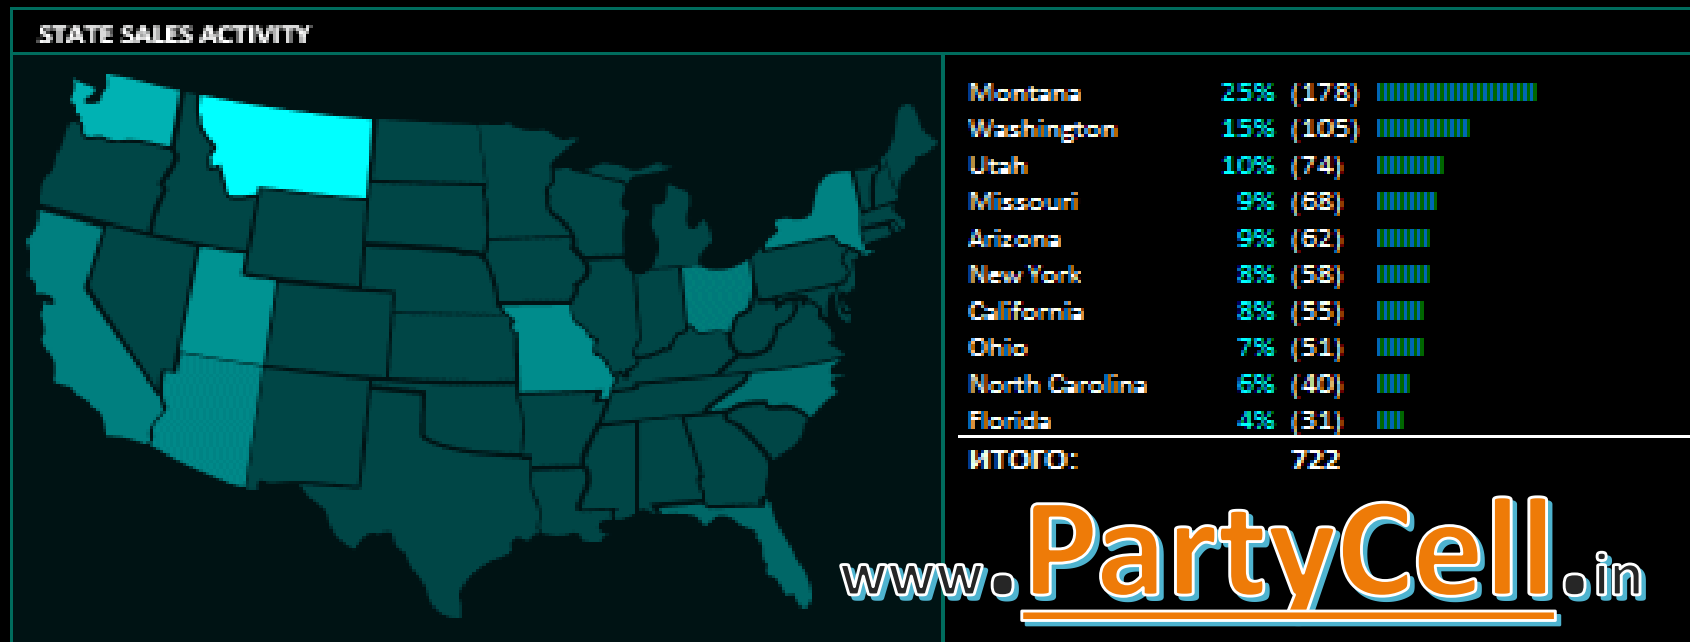 STATE SALES ACTIVITY
Montana 25% (178)
Washington 15% (105)
Utah 10% (74)
Missouri 9% (68)
Arizona 9% (62)
New York 8% (58)
California 8% (55)
Ohio 7% (51)
North Carolina 6% (40)
Florida 4% (31)
ИТОГО: 722
www.PartyCell.in